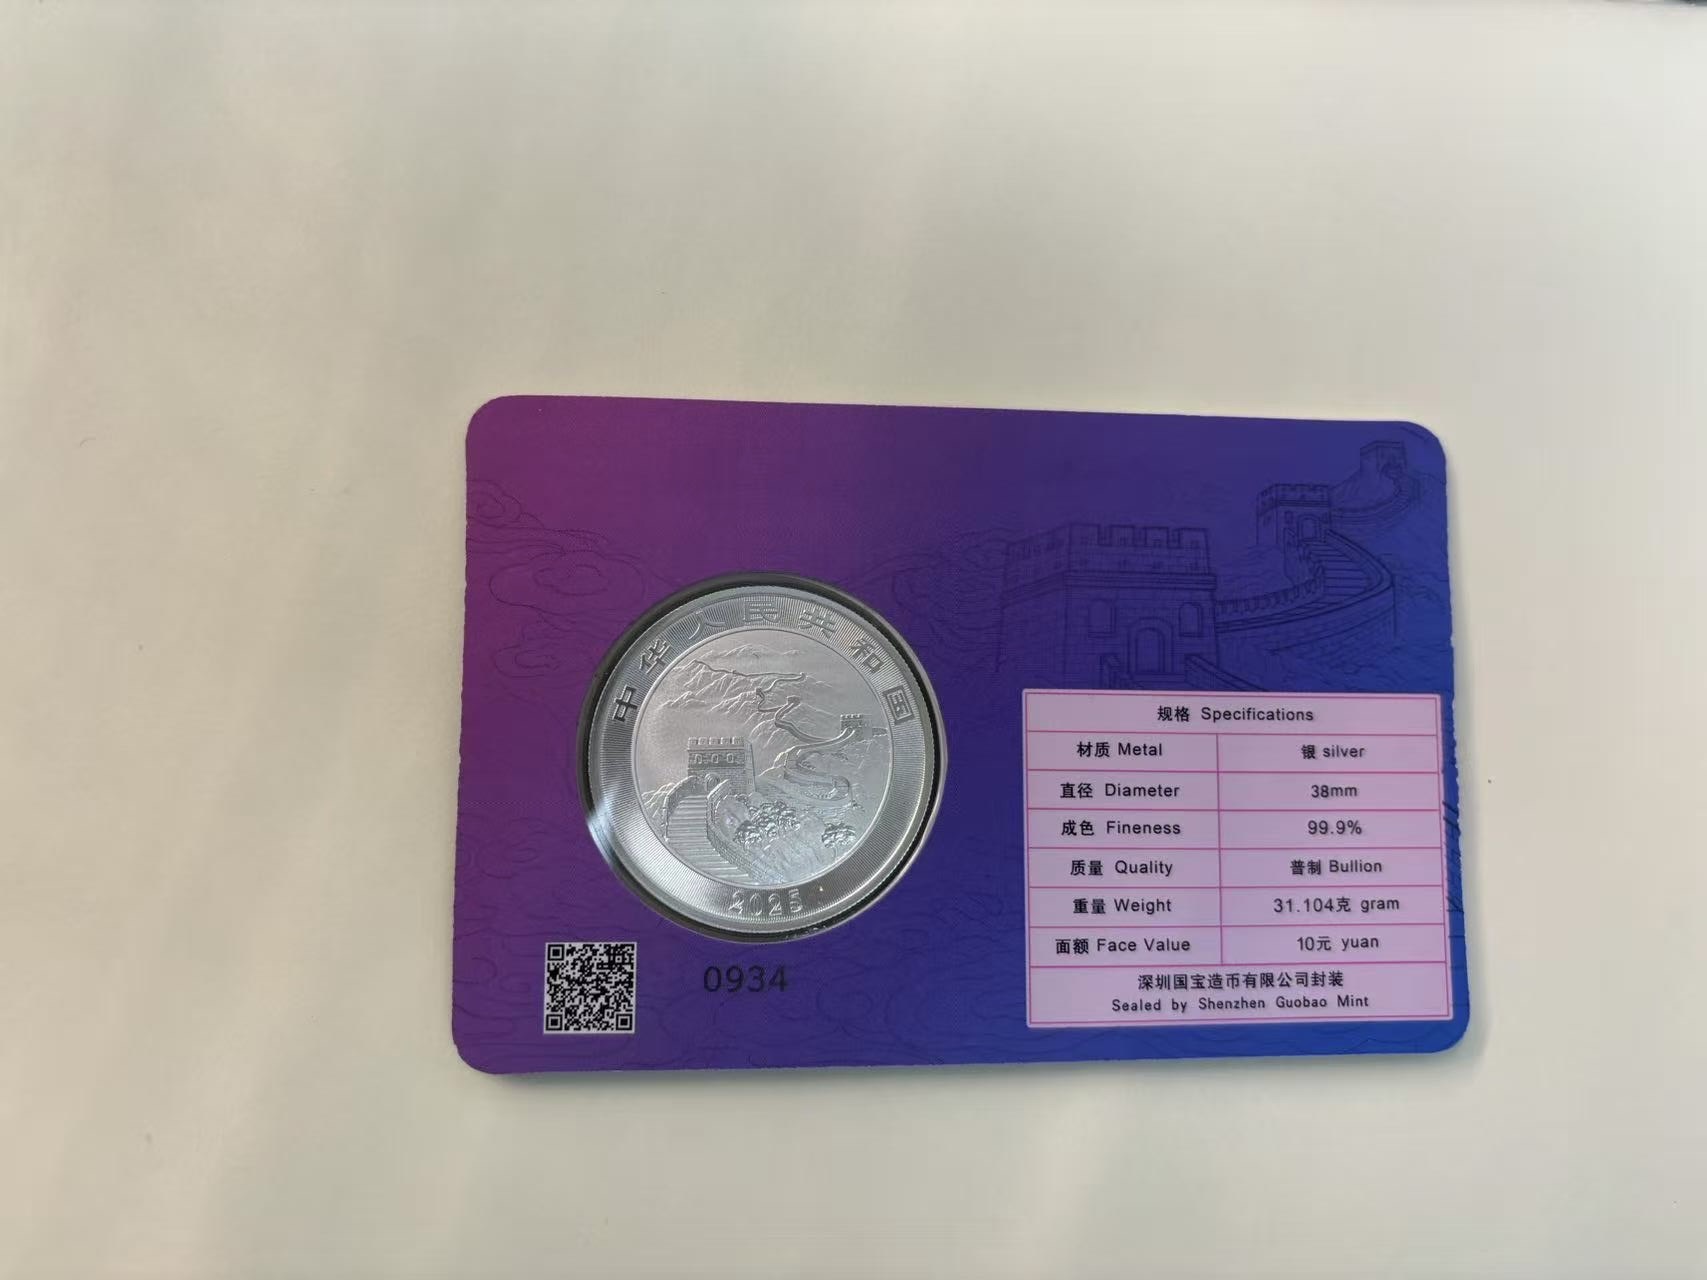 中华人民共和国
2025
0934
规格 Specifications
材质 Metal 银 silver
直径 Diameter 38mm
成色 Fineness 99.9%
质量 Quality 普制 Bullion
重量 Weight 31.104克 gram
面额 Face Value 10元 yuan
深圳国宝造币有限公司封装
Sealed by Shenzhen Guobao Mint